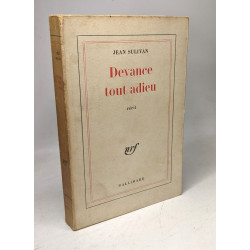 JEAN SULIVAN
Devance
tout adieu
récit
nrf
GALLIMARD